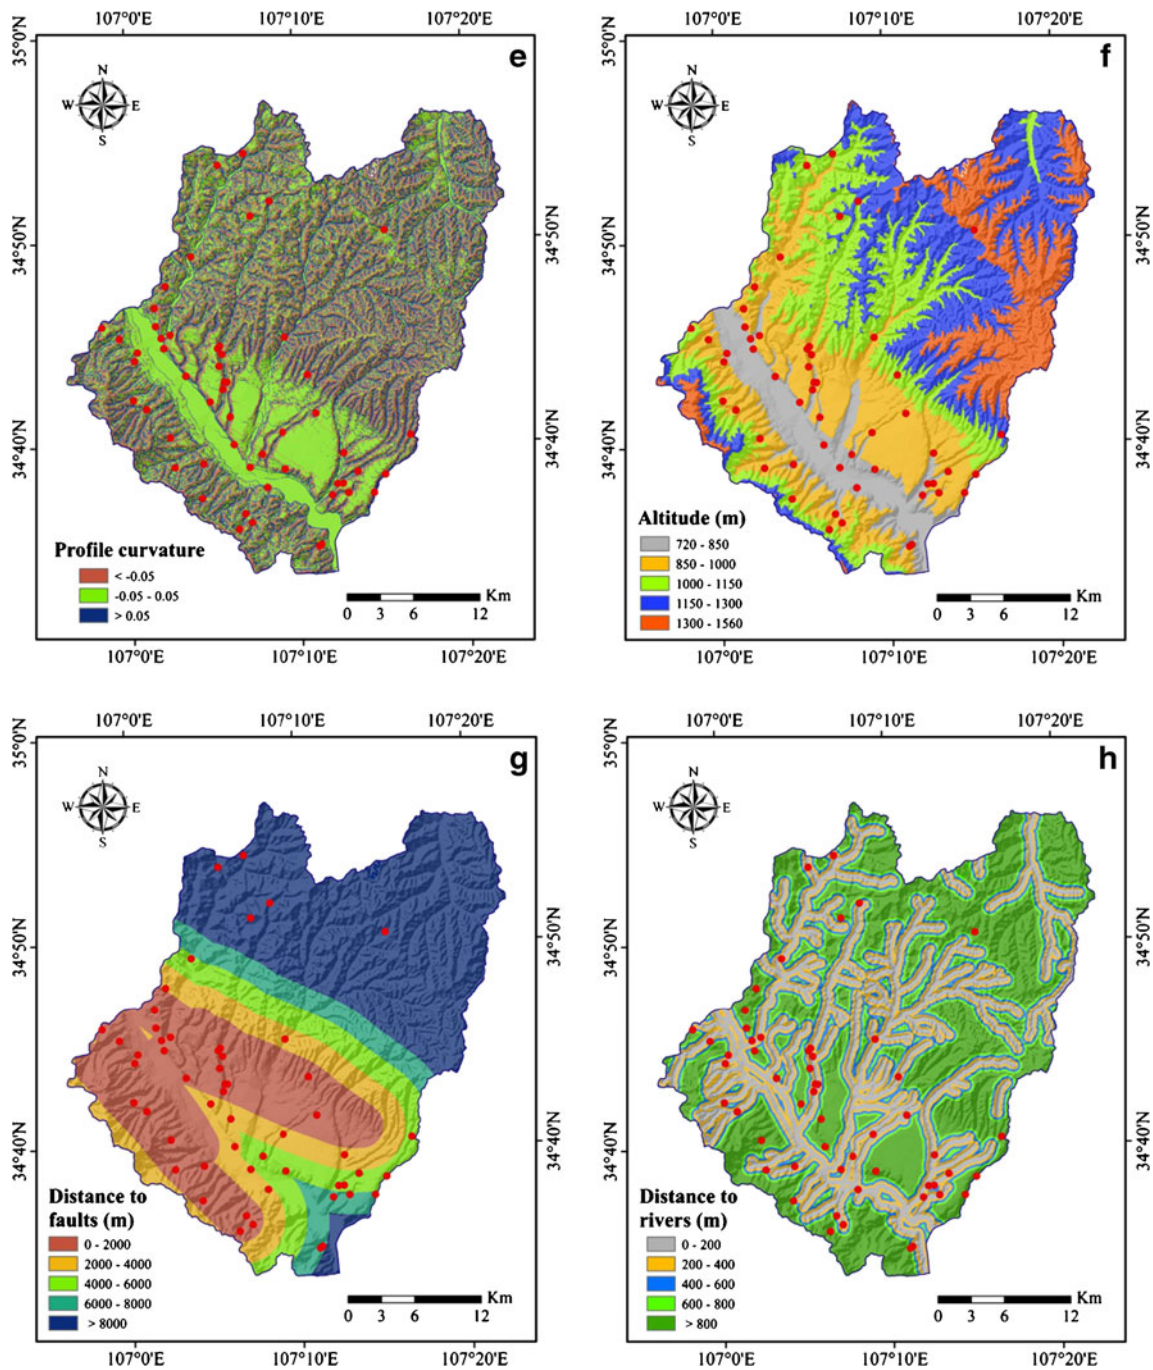 107°0'E 107°10'E 107°20'E
e
35°0'N
N
W E
S
34°50'N
34°50'N
34°40'N
34°40'N
Profile curvature
< -0.05
-0.05 - 0.05
> 0.05
Km
0 3 6 12
107°0'E 107°10'E 107°20'E
107°0'E 107°10'E 107°20'E
f
35°0'N
N
W E
S
34°50'N
34°50'N
34°40'N
34°40'N
Altitude (m)
720 - 850
850 - 1000
1000 - 1150
1150 - 1300
1300 - 1560
Km
0 3 6 12
107°0'E 107°10'E 107°20'E
107°0'E 107°10'E 107°20'E
g
35°0'N
N
W E
S
34°50'N
34°50'N
34°40'N
34°40'N
Distance to
faults (m)
0 - 2000
2000 - 4000
4000 - 6000
6000 - 8000
> 8000
Km
0 3 6 12
107°0'E 107°10'E 107°20'E
107°0'E 107°10'E 107°20'E
h
35°0'N
N
W E
S
34°50'N
34°50'N
34°40'N
34°40'N
Distance to
rivers (m)
0 - 200
200 - 400
400 - 600
600 - 800
> 800
Km
0 3 6 12
107°0'E 107°10'E 107°20'E